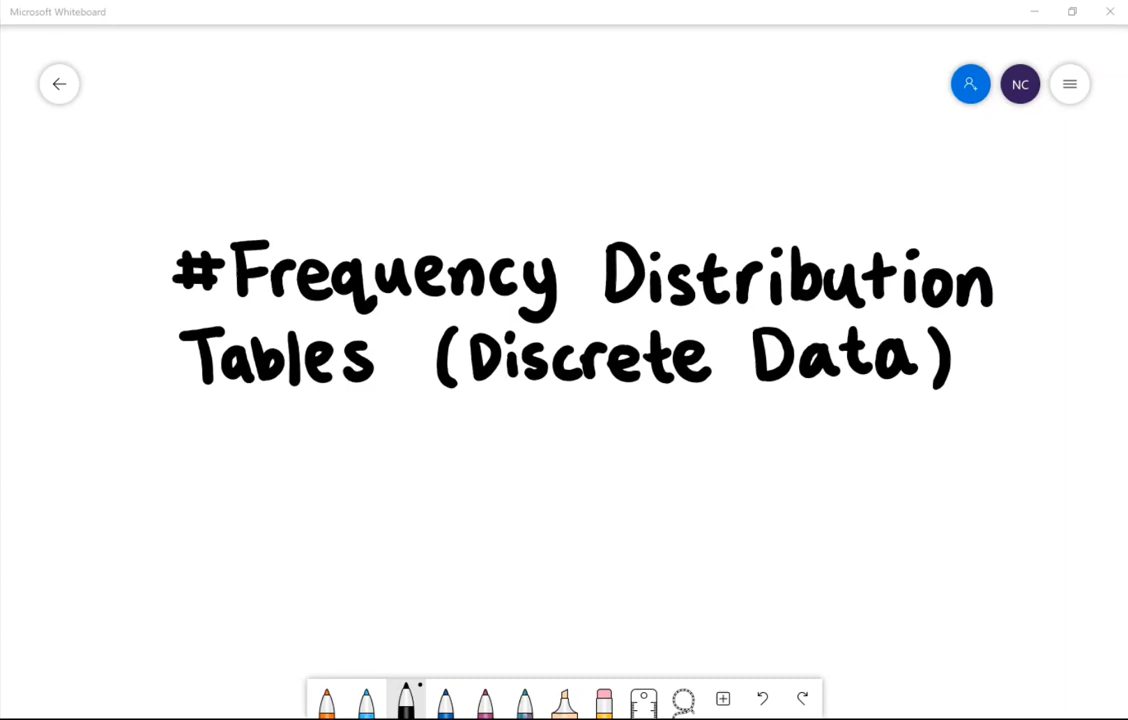 Microsoft Whiteboard
NC
#Frequency Distribution
Tables (Discrete Data)